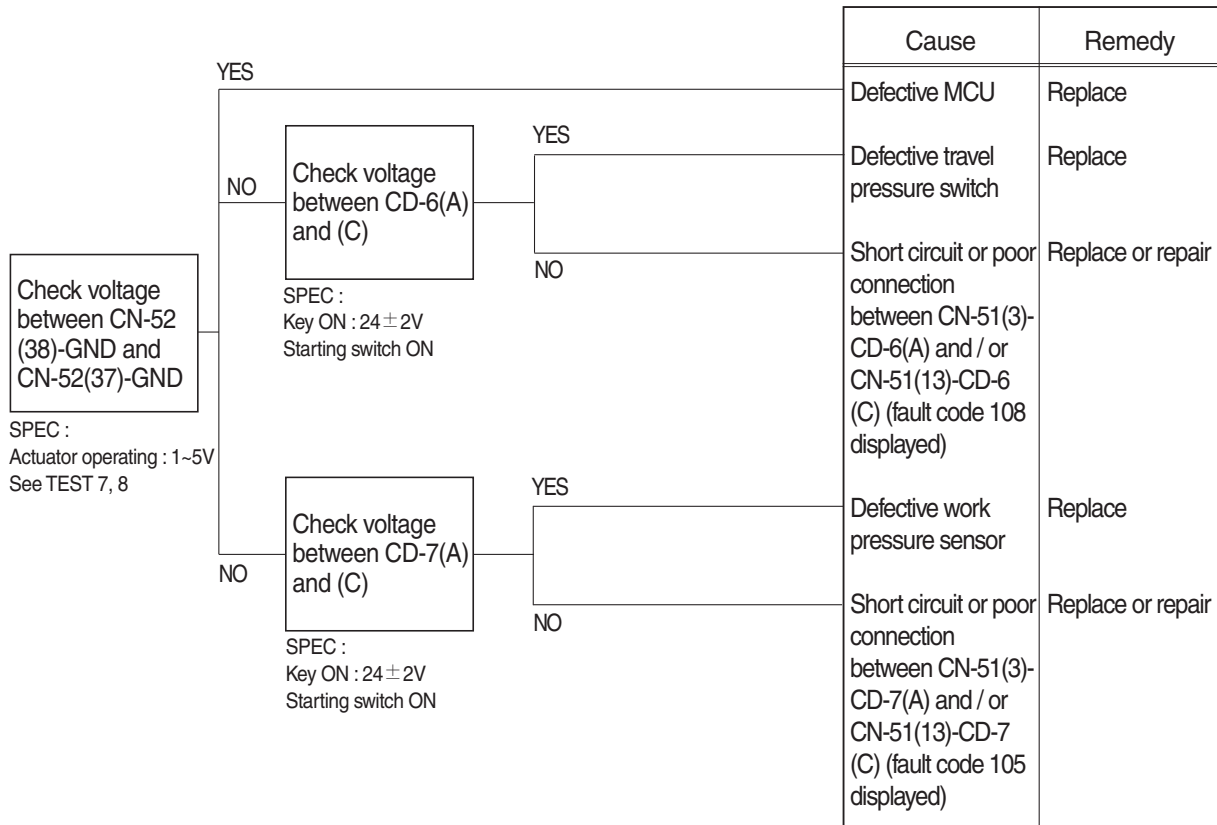 Cause
Remedy
YES
Defective MCU
Replace
NO
Check voltage
between CD-6(A)
and (C)
SPEC :
Key ON : 24±2V
Starting switch ON
YES
Defective travel
pressure switch
Replace
NO
Short circuit or poor
connection
between CN-51(3)-
CD-6(A) and / or
CN-51(13)-CD-6
(C) (fault code 108
displayed)
Replace or repair
Check voltage
between CN-52
(38)-GND and
CN-52(37)-GND
SPEC :
Actuator operating : 1~5V
See TEST 7, 8
NO
Check voltage
between CD-7(A)
and (C)
SPEC :
Key ON : 24±2V
Starting switch ON
YES
Defective work
pressure sensor
Replace
NO
Short circuit or poor
connection
between CN-51(3)-
CD-7(A) and / or
CN-51(13)-CD-7
(C) (fault code 105
displayed)
Replace or repair